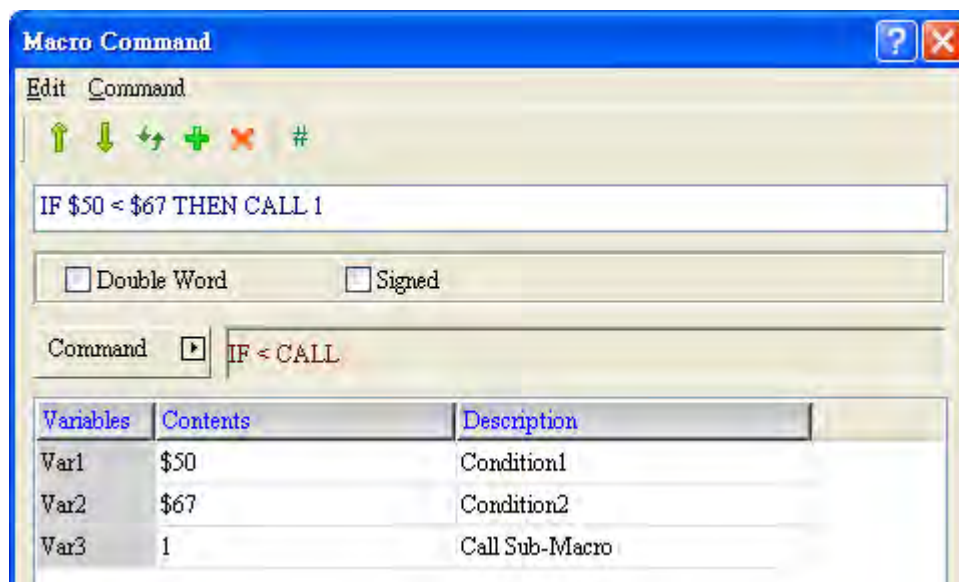 Macro Command
Edit Command
#
IF $50 < $67 THEN CALL 1
Double Word Signed
Command IF < CALL
Variables Contents Description
Var1 $50 Condition1
Var2 $67 Condition2
Var3 1 Call Sub-Macro